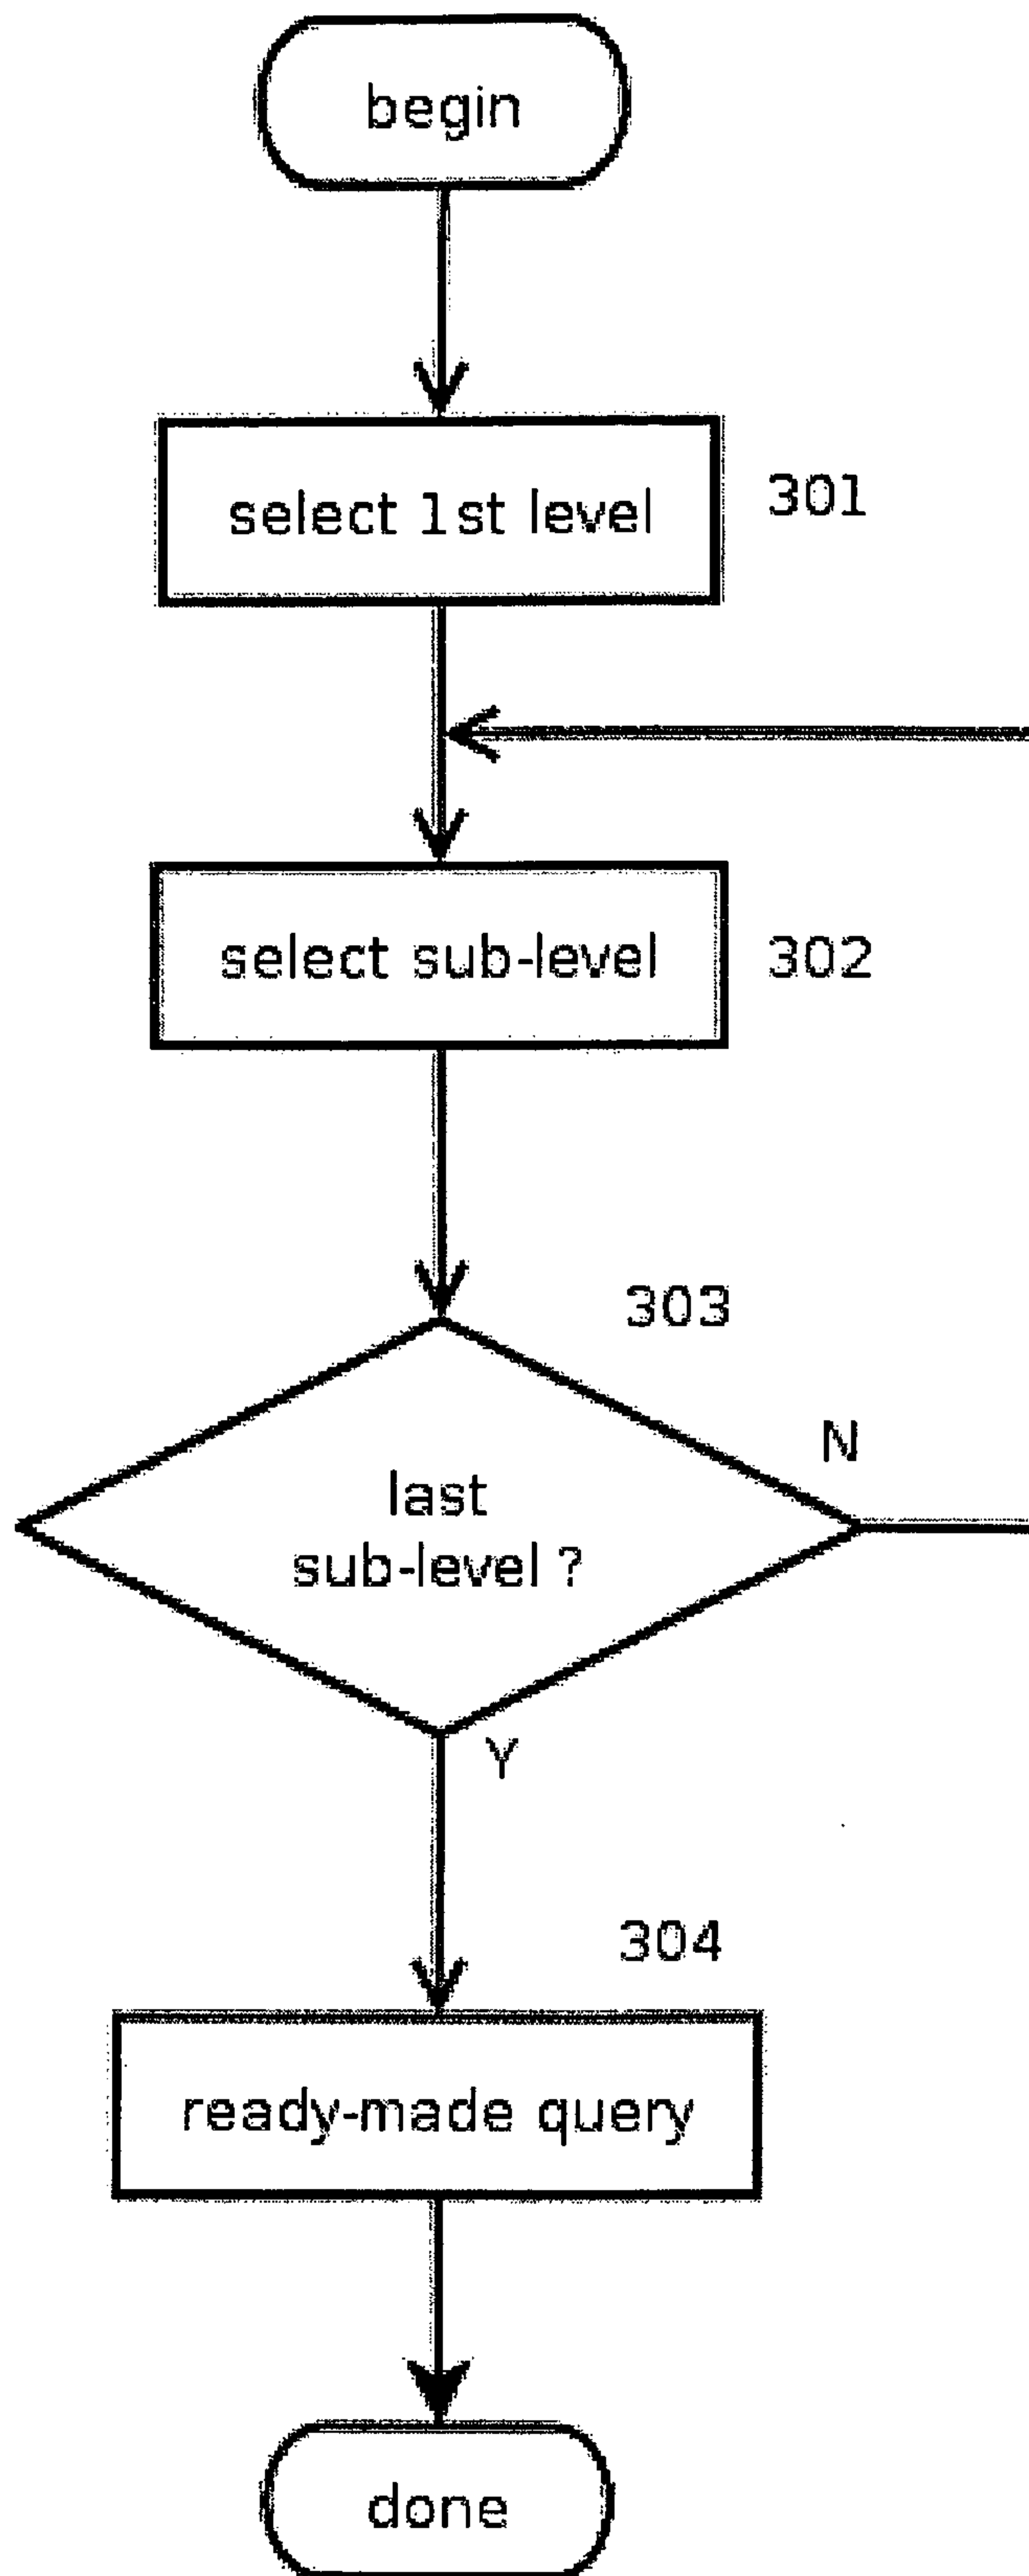 begin
select 1st level
301
select sub-level
302
303
N
last
sub-level ?
Y
304
ready-made query
done